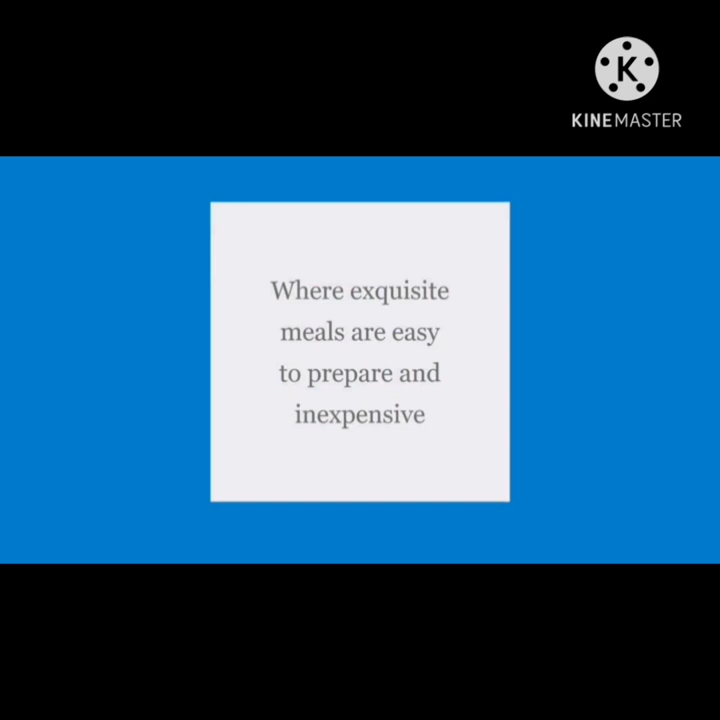 KINEMASTER
Where exquisite
meals are easy
to prepare and
inexpensive